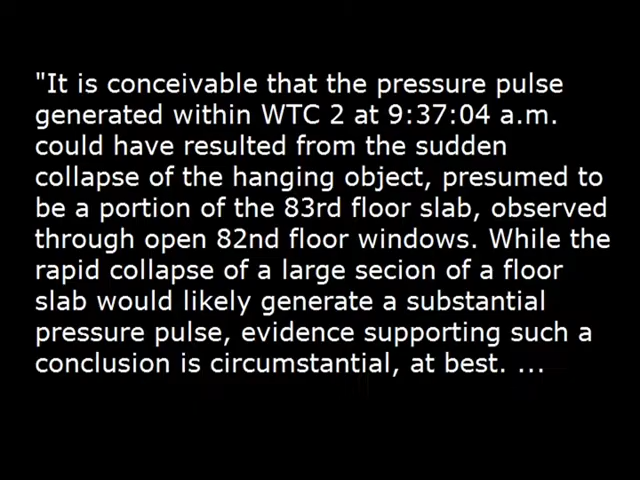 "It is conceivable that the pressure pulse
generated within WTC 2 at 9:37:04 a.m.
could have resulted from the sudden
collapse of the hanging object, presumed to
be a portion of the 83rd floor slab, observed
through open 82nd floor windows. While the
rapid collapse of a large secion of a floor
slab would likely generate a substantial
pressure pulse, evidence supporting such a
conclusion is circumstantial, at best. ...